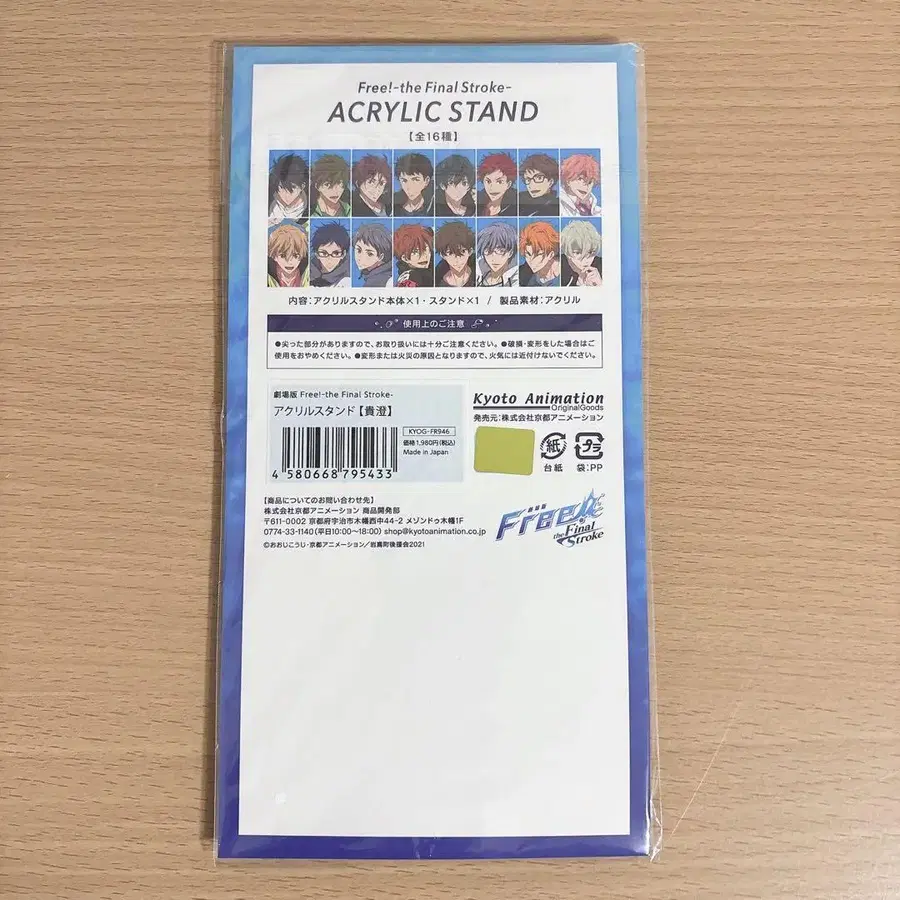 Free!-the Final Stroke-
ACRYLIC STAND
【全16種】
内容:アクリルスタンド本体×1・スタンド×1 / 製品素材:アクリル
使用上のご注意
●尖った部分がありますので、お取り扱いには十分ご注意ください。●破損・変形をした場合はご
使用をおやめください。●変形または火災の原因となりますので、火気には近付けないでください。
劇場版 Free!-the Final Stroke-
アクリルスタンド【貴澄】
KYOG-FR946
価格1,980円(税込)
Made in Japan
4 580668 795433
Kyoto Animation
OriginalGoods
発売元:株式会社京都アニメーション
紙
プラ
台紙
袋:PP
【商品についてのお問い合わせ先】
株式会社京都アニメーション 商品開発部
〒611-0002 京都府宇治市木幡西中44-2 メゾンドゥ木幡1F
0774-33-1140(平日10:00~18:00) shop@kyotoanimation.co.jp
©おおじこうじ・京都アニメーション/岩鳶町後援会2021
Free!
the Final
Stroke